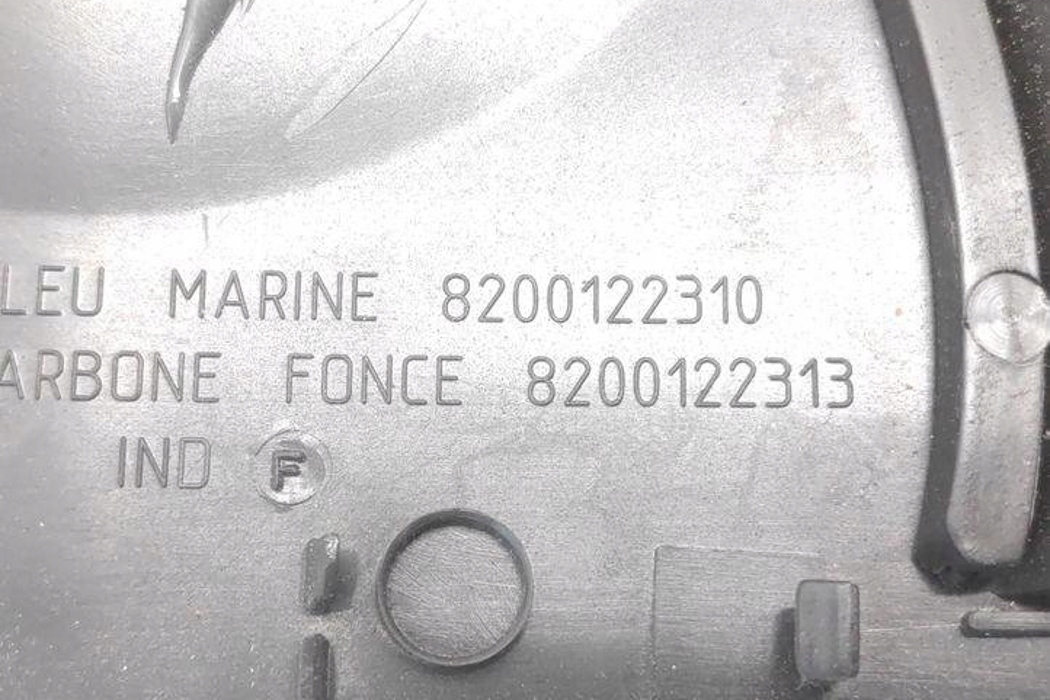 LEU MARINE 8200122310
ARBONE FONCE 8200122313
IND F